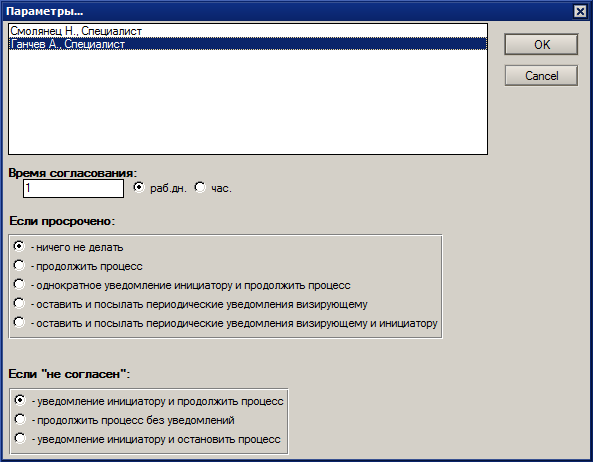 Параметры...
Смолянец Н., Специалист
Ганчев А., Специалист
OK
Cancel
Время согласования:
1 раб.дн. час.
Если просрочено:
- ничего не делать
- продолжить процесс
- однократное уведомление инициатору и продолжить процесс
- оставить и посылать периодические уведомления визирующему
- оставить и посылать периодические уведомления визирующему и инициатору
Если "не согласен":
- уведомление инициатору и продолжить процесс
- продолжить процесс без уведомлений
- уведомление инициатору и остановить процесс